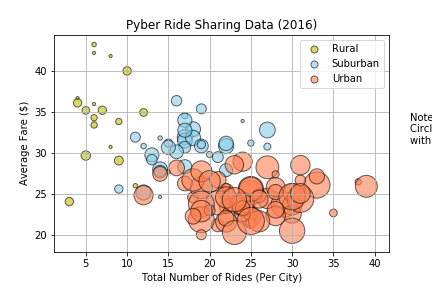 Pyber Ride Sharing Data (2016)
Rural
Suburban
Urban
Note
Circl
with
Average Fare ($)
40
35
30
25
20
5
10
15
20
25
30
35
40
Total Number of Rides (Per City)